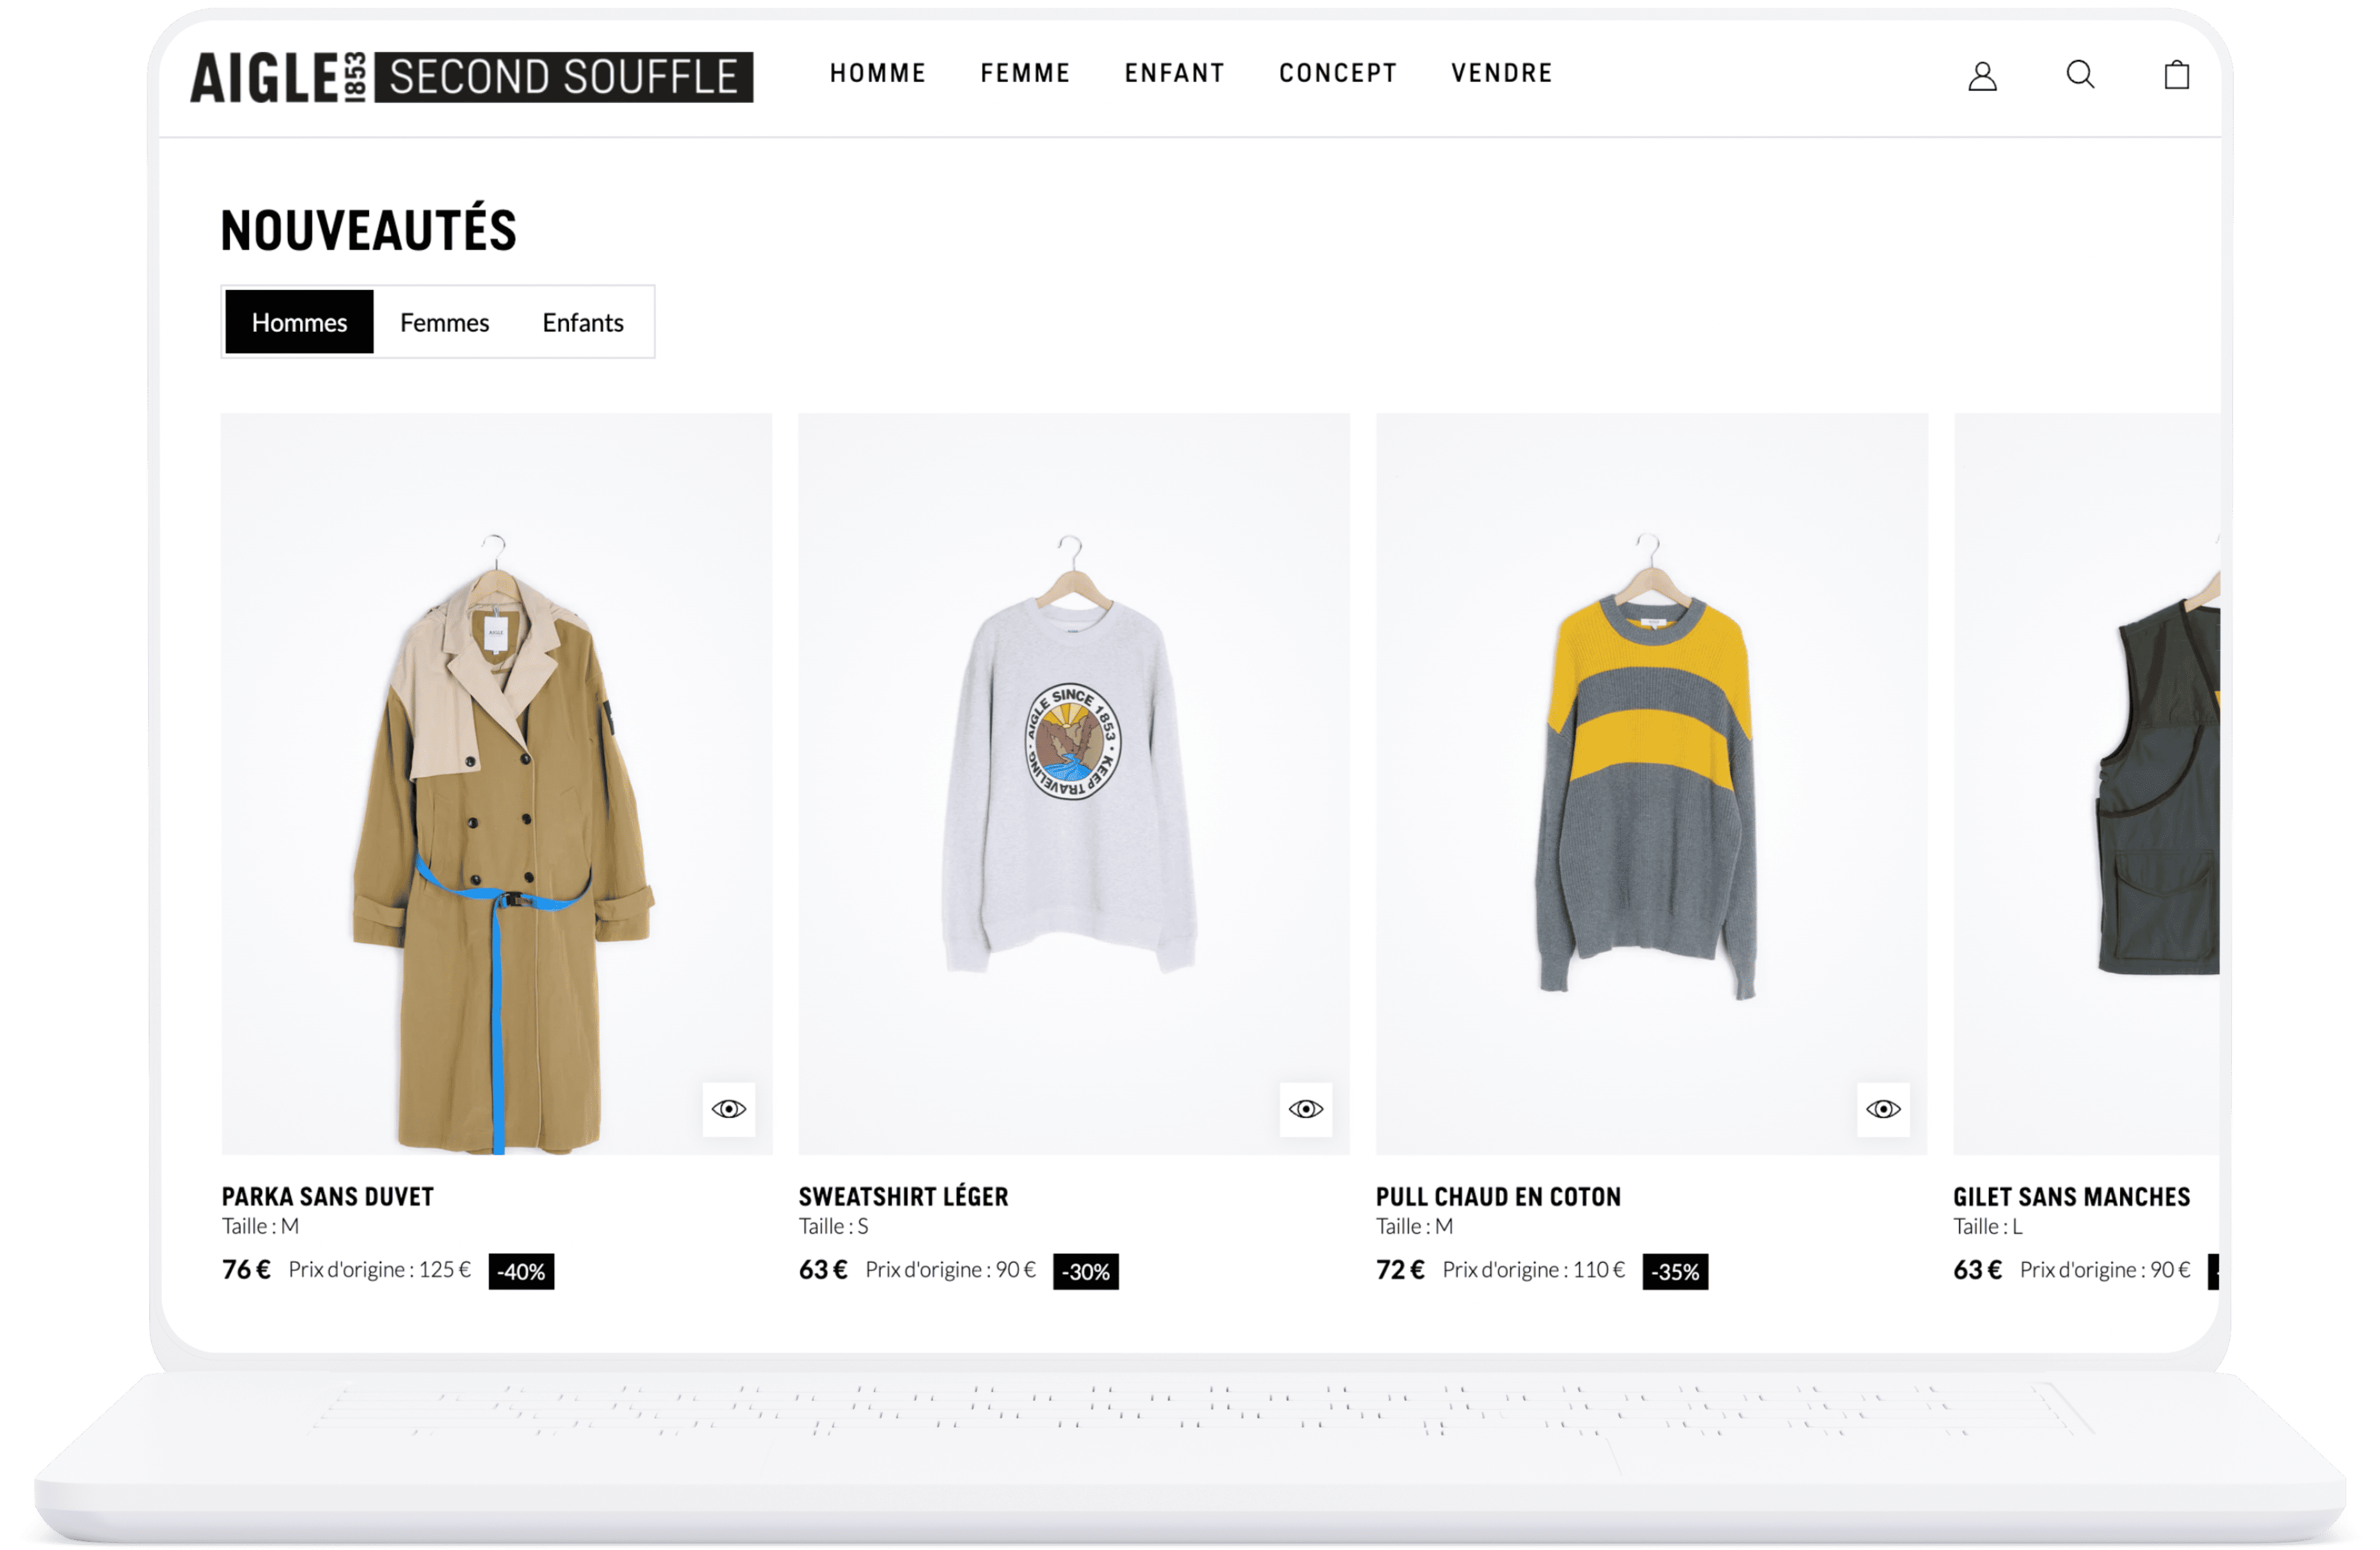 AIGLE 1853 SECOND SOUFFLE
HOMME FEMME ENFANT CONCEPT VENDRE
NOUVEAUTÉS
Hommes Femmes Enfants
AIGLE
AIGLE SINCE 1853 · KEEP TRAVELING ·
PARKA SANS DUVET
Taille : M
76 € Prix d'origine : 125 € -40%
SWEATSHIRT LÉGER
Taille : S
63 € Prix d'origine : 90 € -30%
PULL CHAUD EN COTON
Taille : M
72 € Prix d'origine : 110 € -35%
GILET SANS MANCHES
Taille : L
63 € Prix d'origine : 90 €